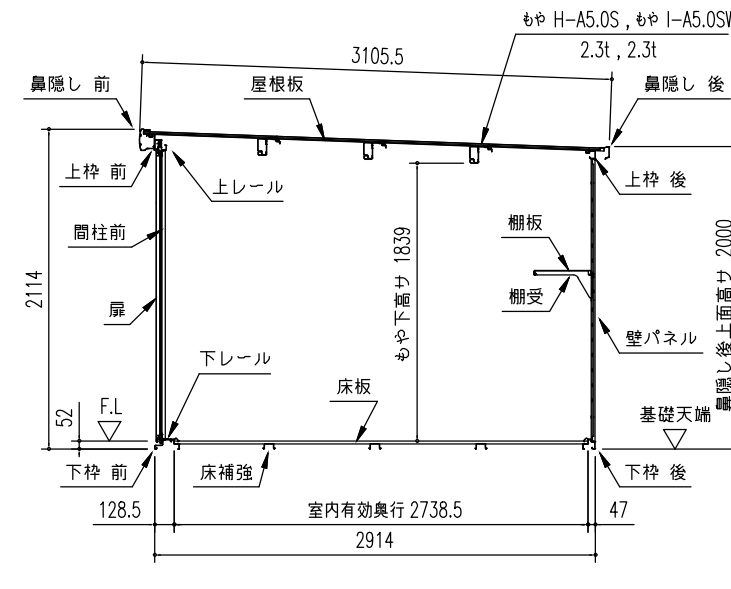 もや H-A5.0S , もや I-A5.0SW
2.3t , 2.3t
3105.5
鼻隠し 前
屋根板
鼻隠し 後
上枠 前
上レール
上枠 後
間柱前
棚板
もや下高サ 1839
鼻隠し後上面高サ 2000
2114
扉
棚受
壁パネル
下レール
床板
52
F.L
基礎天端
下枠 前
床補強
下枠 後
128.5
室内有効奥行 2738.5
47
2914